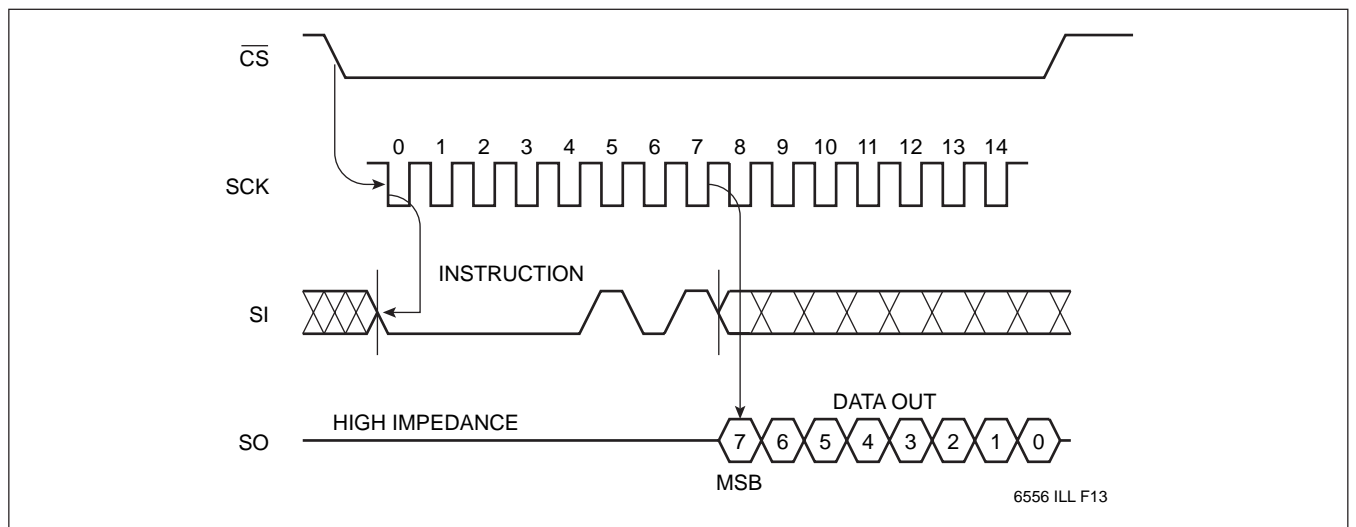 CS
0 1 2 3 4 5 6 7 8 9 10 11 12 13 14
SCK
INSTRUCTION
SI
HIGH IMPEDANCE
DATA OUT
SO
7 6 5 4 3 2 1 0
MSB
6556 ILL F13